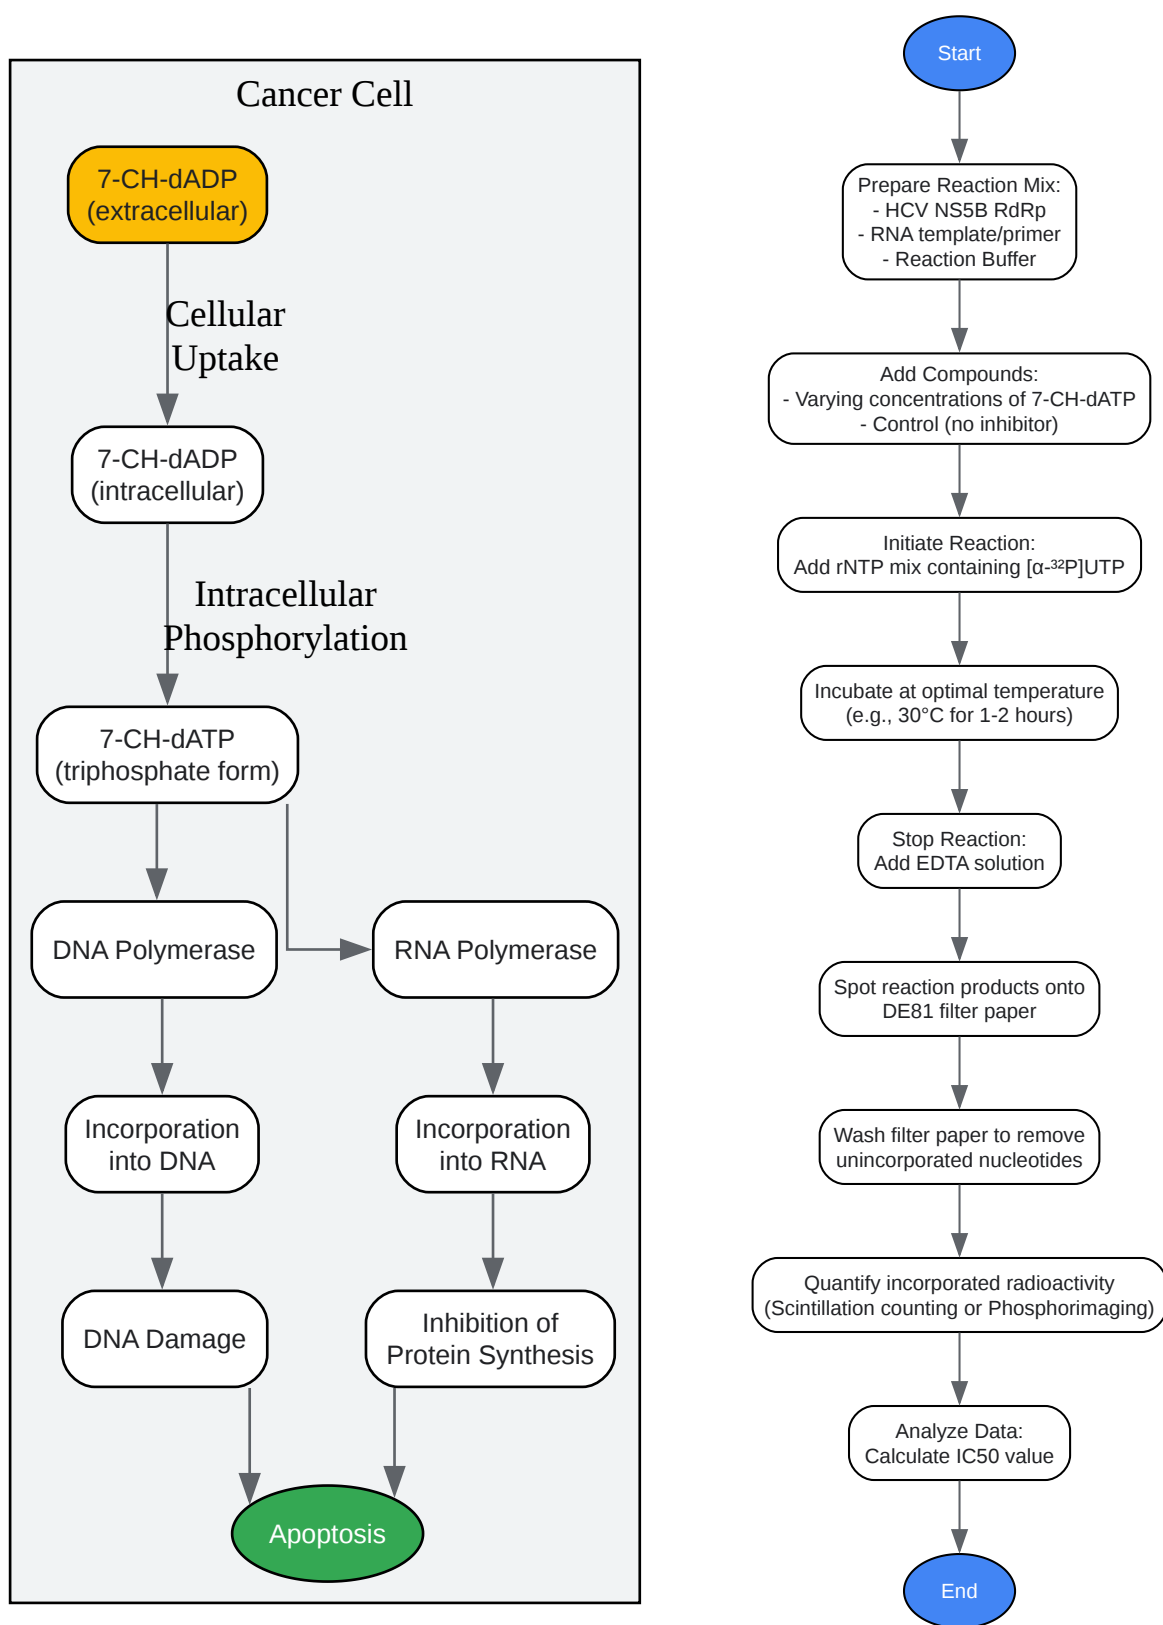 Cancer Cell
7-CH-dADP
(extracellular)
Cellular
Uptake
7-CH-dADP
(intracellular)
Intracellular
Phosphorylation
7-CH-dATP
(triphosphate form)
DNA Polymerase
RNA Polymerase
Incorporation
into DNA
Incorporation
into RNA
DNA Damage
Inhibition of
Protein Synthesis
Apoptosis
Start
Prepare Reaction Mix:
- HCV NS5B RdRp
- RNA template/primer
- Reaction Buffer
Add Compounds:
- Varying concentrations of 7-CH-dATP
- Control (no inhibitor)
Initiate Reaction:
Add rNTP mix containing [α-³²P]UTP
Incubate at optimal temperature
(e.g., 30°C for 1-2 hours)
Stop Reaction:
Add EDTA solution
Spot reaction products onto
DE81 filter paper
Wash filter paper to remove
unincorporated nucleotides
Quantify incorporated radioactivity
(Scintillation counting or Phosphorimaging)
Analyze Data:
Calculate IC50 value
End